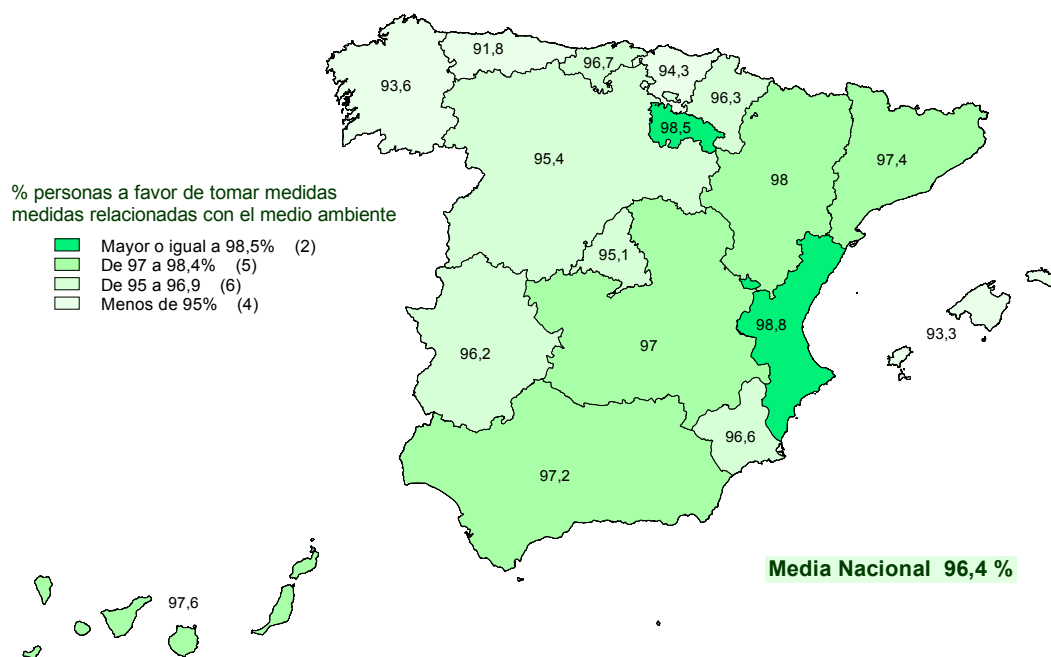 91,8
96,7
94,3
93,6
96,3
98,5
95,4
97,4
98
% personas a favor de tomar medidas
medidas relacionadas con el medio ambiente
Mayor o igual a 98,5% (2)
De 97 a 98,4% (5)
De 95 a 96,9 (6)
Menos de 95% (4)
95,1
98,8
93,3
97
96,2
96,6
97,2
Media Nacional 96,4 %
97,6